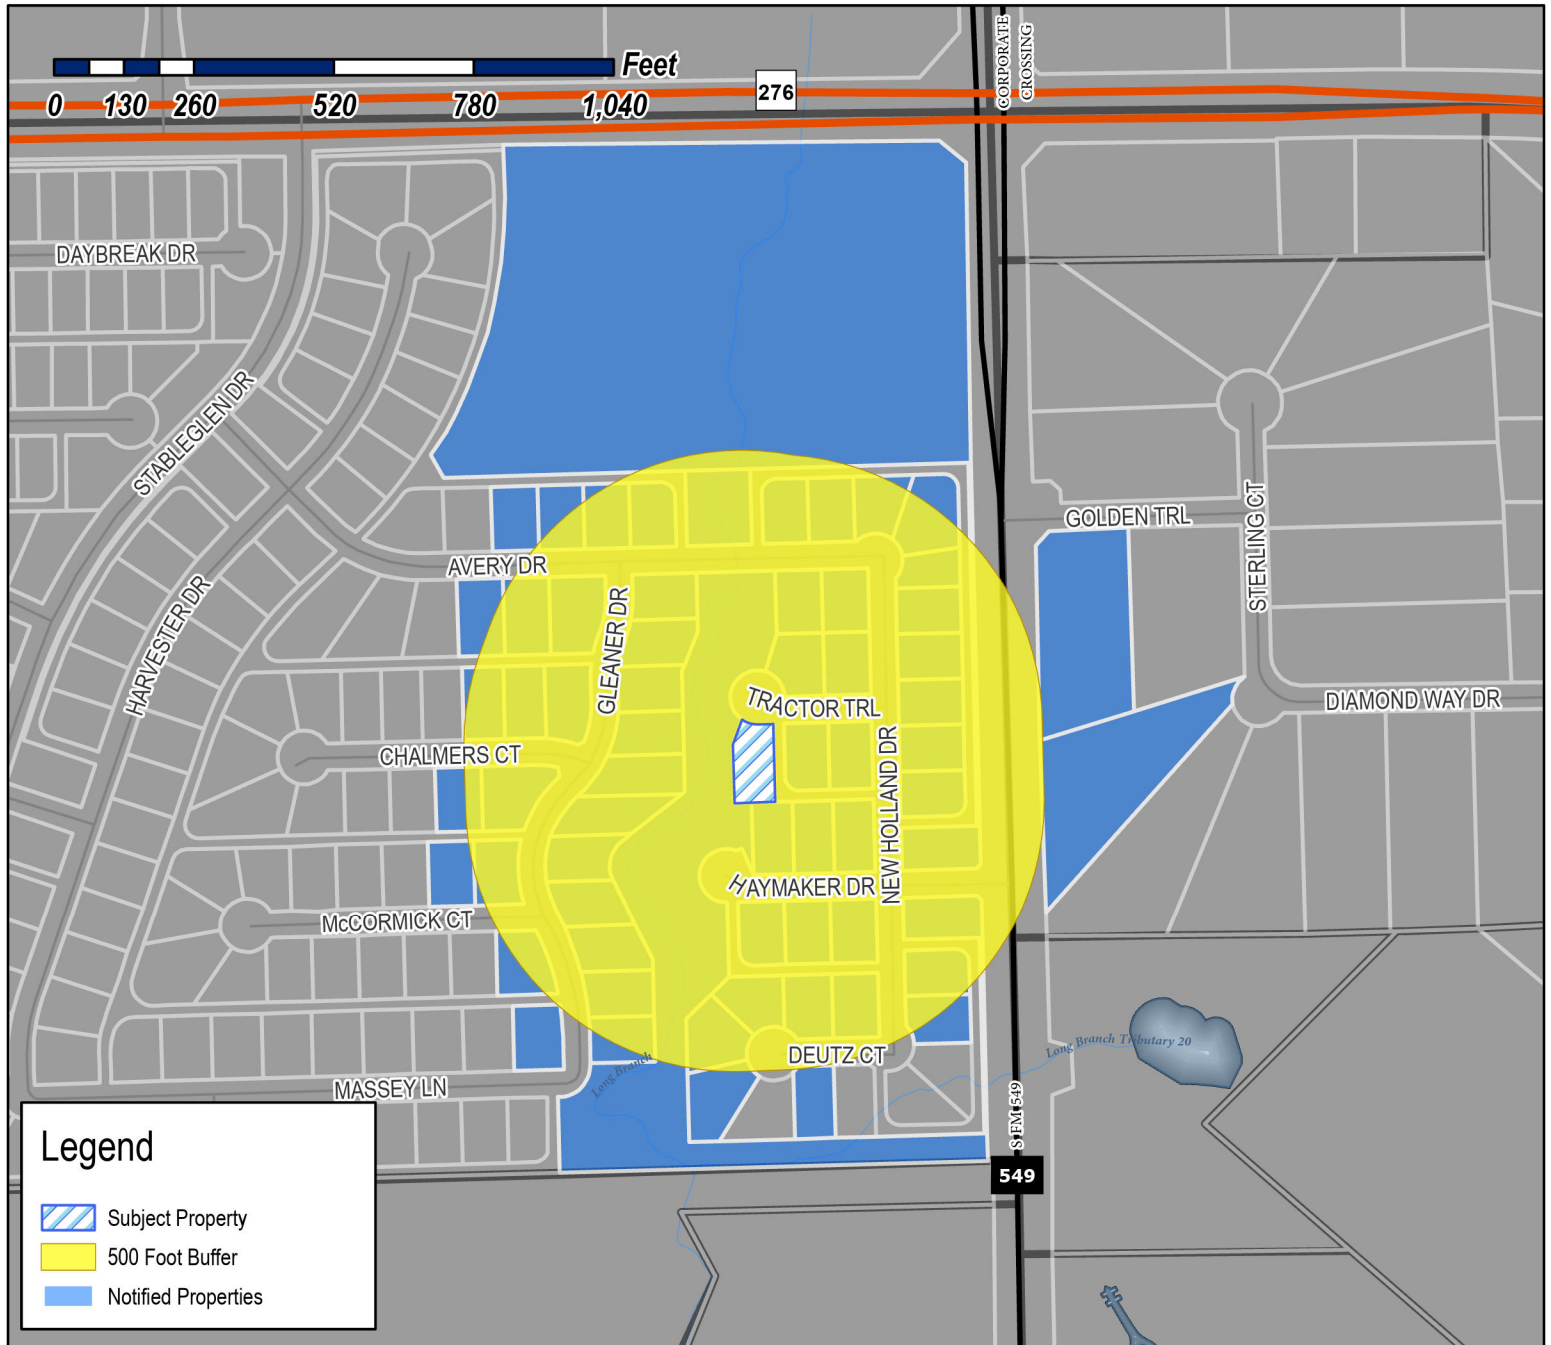 CORPORATE
CROSSING
Feet
0 130 260 520 780 1,040
276
DAYBREAK DR
STABLEGLEN DR
GOLDEN TRL
STERLING CT
AVERY DR
HARVESTER DR
GLEANER DR
TRACTOR TRL
DIAMOND WAY DR
CHALMERS CT
NEW HOLLAND DR
HAYMAKER DR
McCORMICK CT
DEUTZ CT
Long Branch Tributary 20
Long Branch
MASSEY LN
S FM 549
549
Legend
Subject Property
500 Foot Buffer
Notified Properties